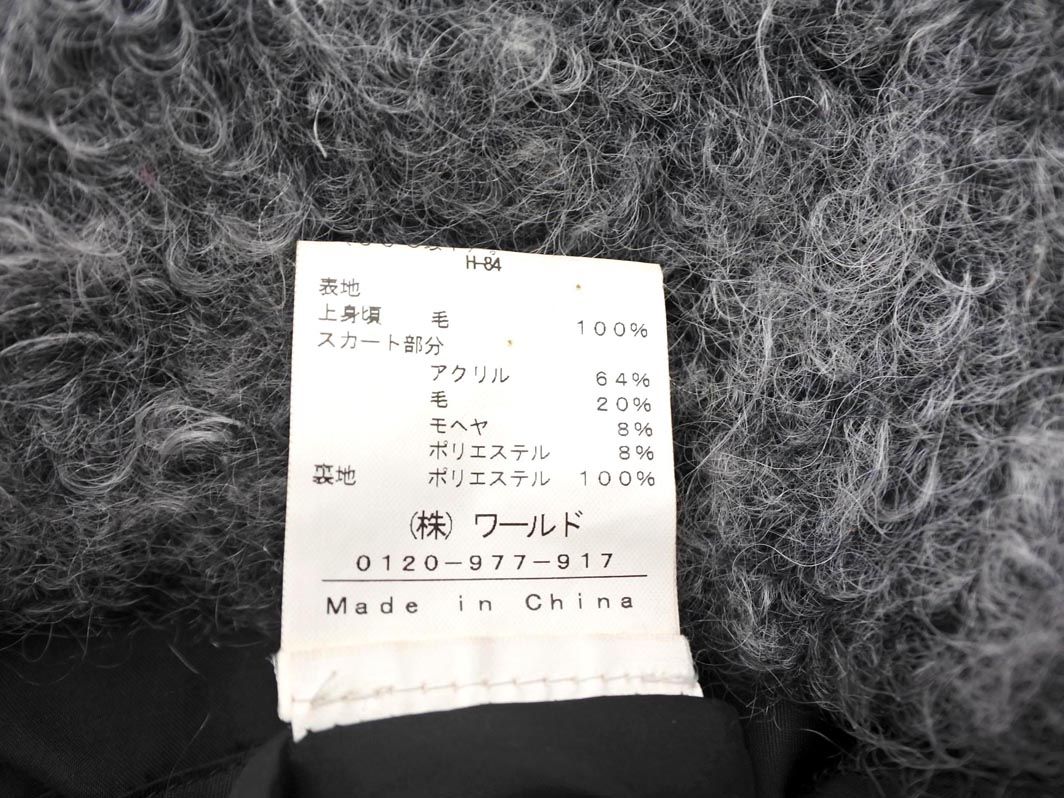 H-84
表地
上身頃 毛 100%
スカート部分
アクリル 64%
毛 20%
モヘヤ 8%
ポリエステル 8%
裏地 ポリエステル 100%
(株) ワールド
0120-977-917
Made in China